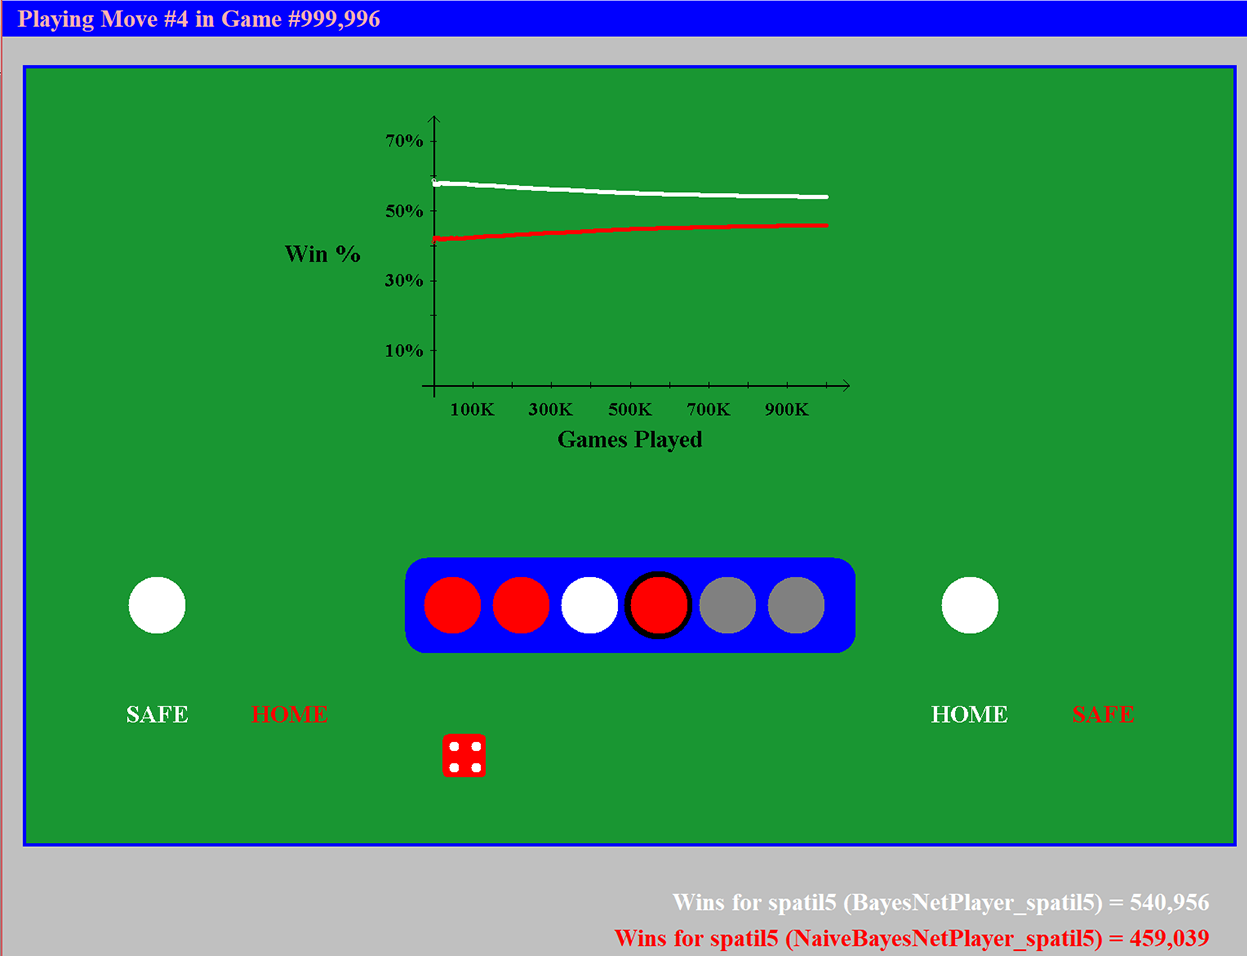 Playing Move #4 in Game #999,996
70%
50%
Win %
30%
10%
100K 300K 500K 700K 900K
Games Played
SAFE HOME HOME SAFE
Wins for spatil5 (BayesNetPlayer_spatil5) = 540,956
Wins for spatil5 (NaiveBayesNetPlayer_spatil5) = 459,039